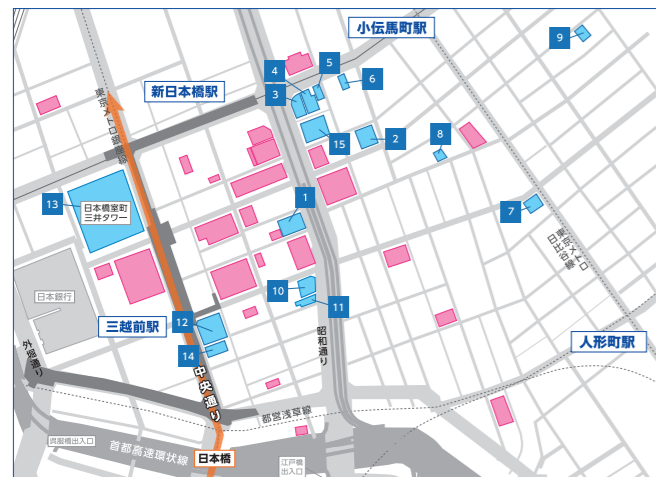 小伝馬町駅
9
4
5
6
新日本橋駅
3
東京メトロ銀座線
15
2
8
13
日本橋室町
三井タワー
1
7
東京メトロ
日比谷線
日本銀行
10
11
三越前駅
12
昭和通り
人形町駅
外堀通り
14
中央通り
都営浅草線
呉服橋出入口
首都高速環状線
日本橋
江戸橋
出入口